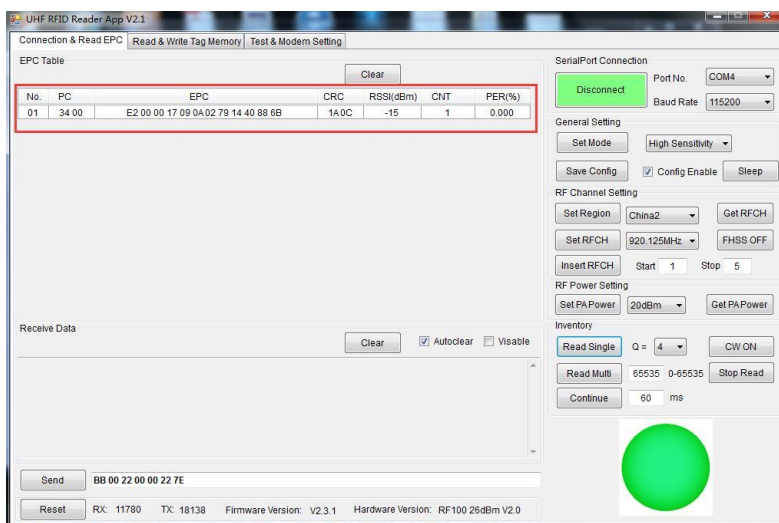 UHF RFID Reader App V2.1
Connection & Read EPC Read & Write Tag Memory Test & Modem Setting
EPC Table
Clear
No. PC EPC CRC RSSI(dBm) CNT PER(%)
01 34 00 E2 00 00 17 09 0A 02 79 14 40 88 6B 1A 0C -15 1 0.000
Receive Data
Clear Autoclear Visable
Send BB 00 22 00 00 22 7E
Reset RX: 11780 TX: 18138 Firmware Version: V2.3.1 Hardware Version: RF100 26dBm V2.0
SerialPort Connection
Disconnect
Port No. COM4
Baud Rate 115200
General Setting
Set Mode High Sensitivity
Save Config Config Enable Sleep
RF Channel Setting
Set Region China2 Get RFCH
Set RFCH 920.125MHz FHSS OFF
Insert RFCH Start 1 Stop 5
RF Power Setting
Set PA Power 20dBm Get PA Power
Inventory
Read Single Q = 4 CW ON
Read Multi 65535 0-65535 Stop Read
Continue 60 ms